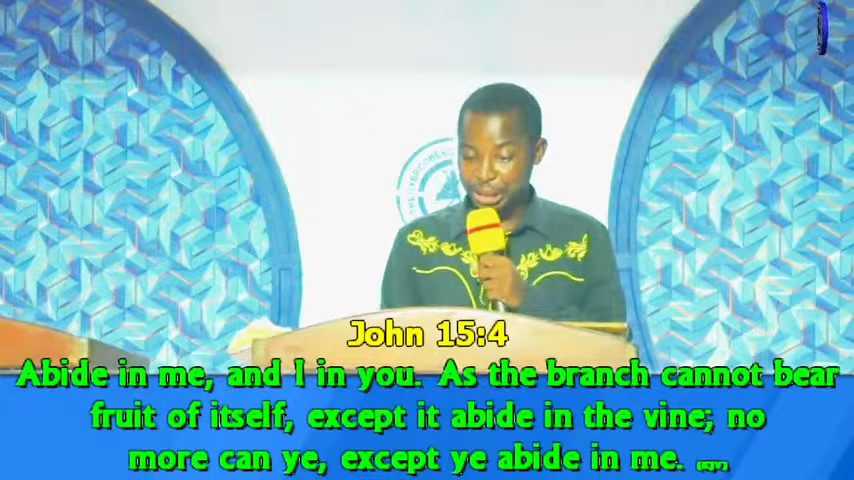 John 15:4
Abide in me, and I in you. As the branch cannot bear
fruit of itself, except it abide in the vine; no
more can ye, except ye abide in me.